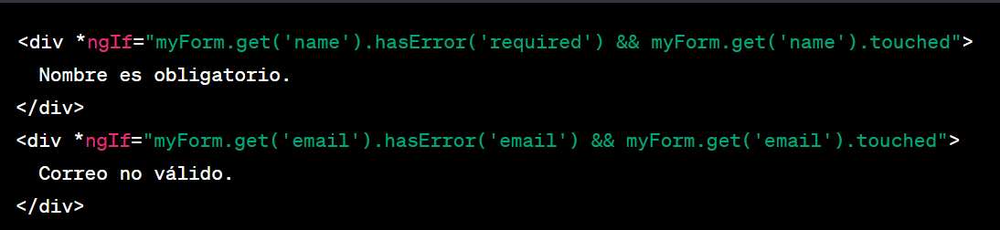 <div *ngIf="myForm.get('name').hasError('required') && myForm.get('name').touched">
  Nombre es obligatorio.
</div>
<div *ngIf="myForm.get('email').hasError('email') && myForm.get('email').touched">
  Correo no válido.
</div>